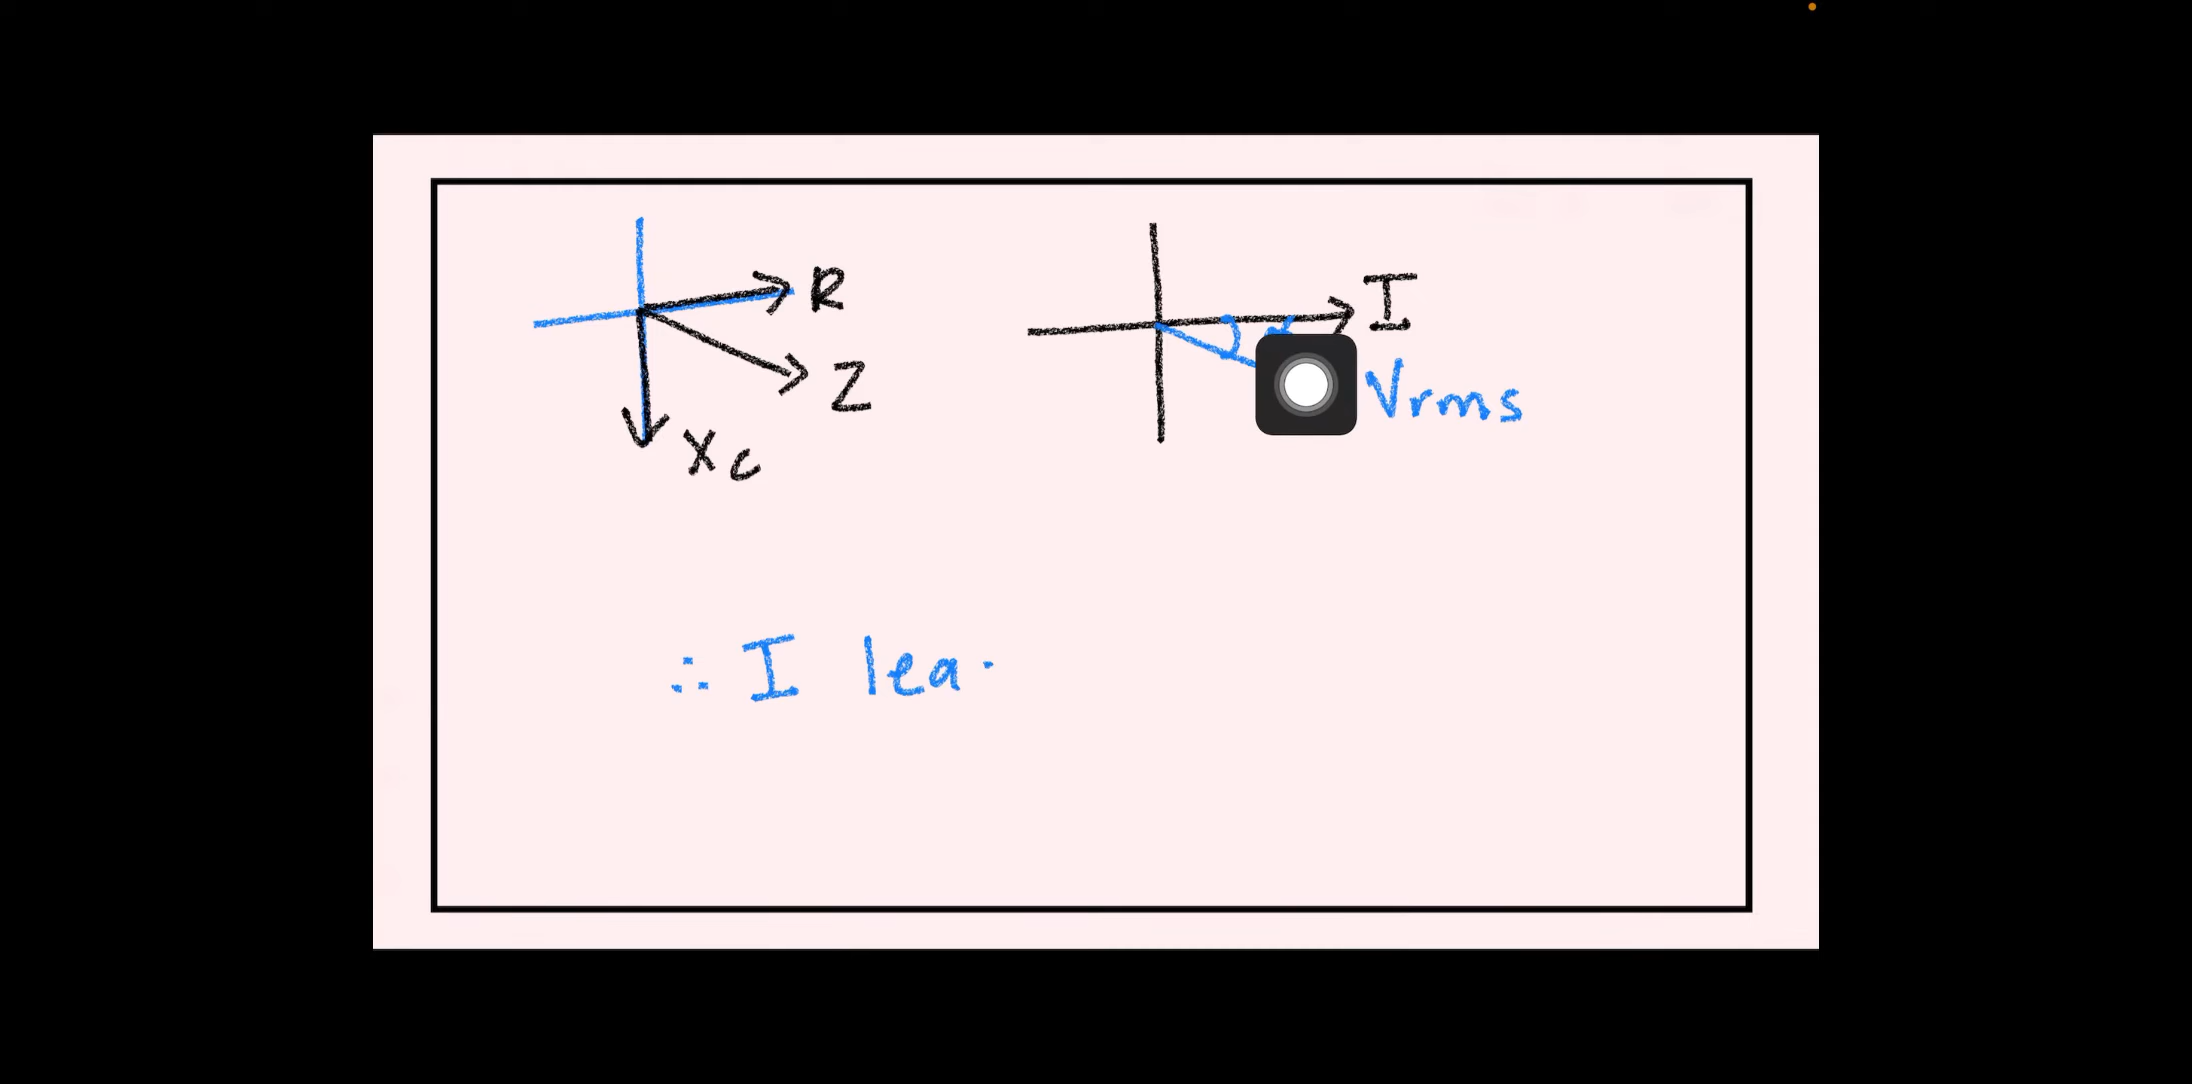 R
I
Z
Vrms
Xc
∴ I lea